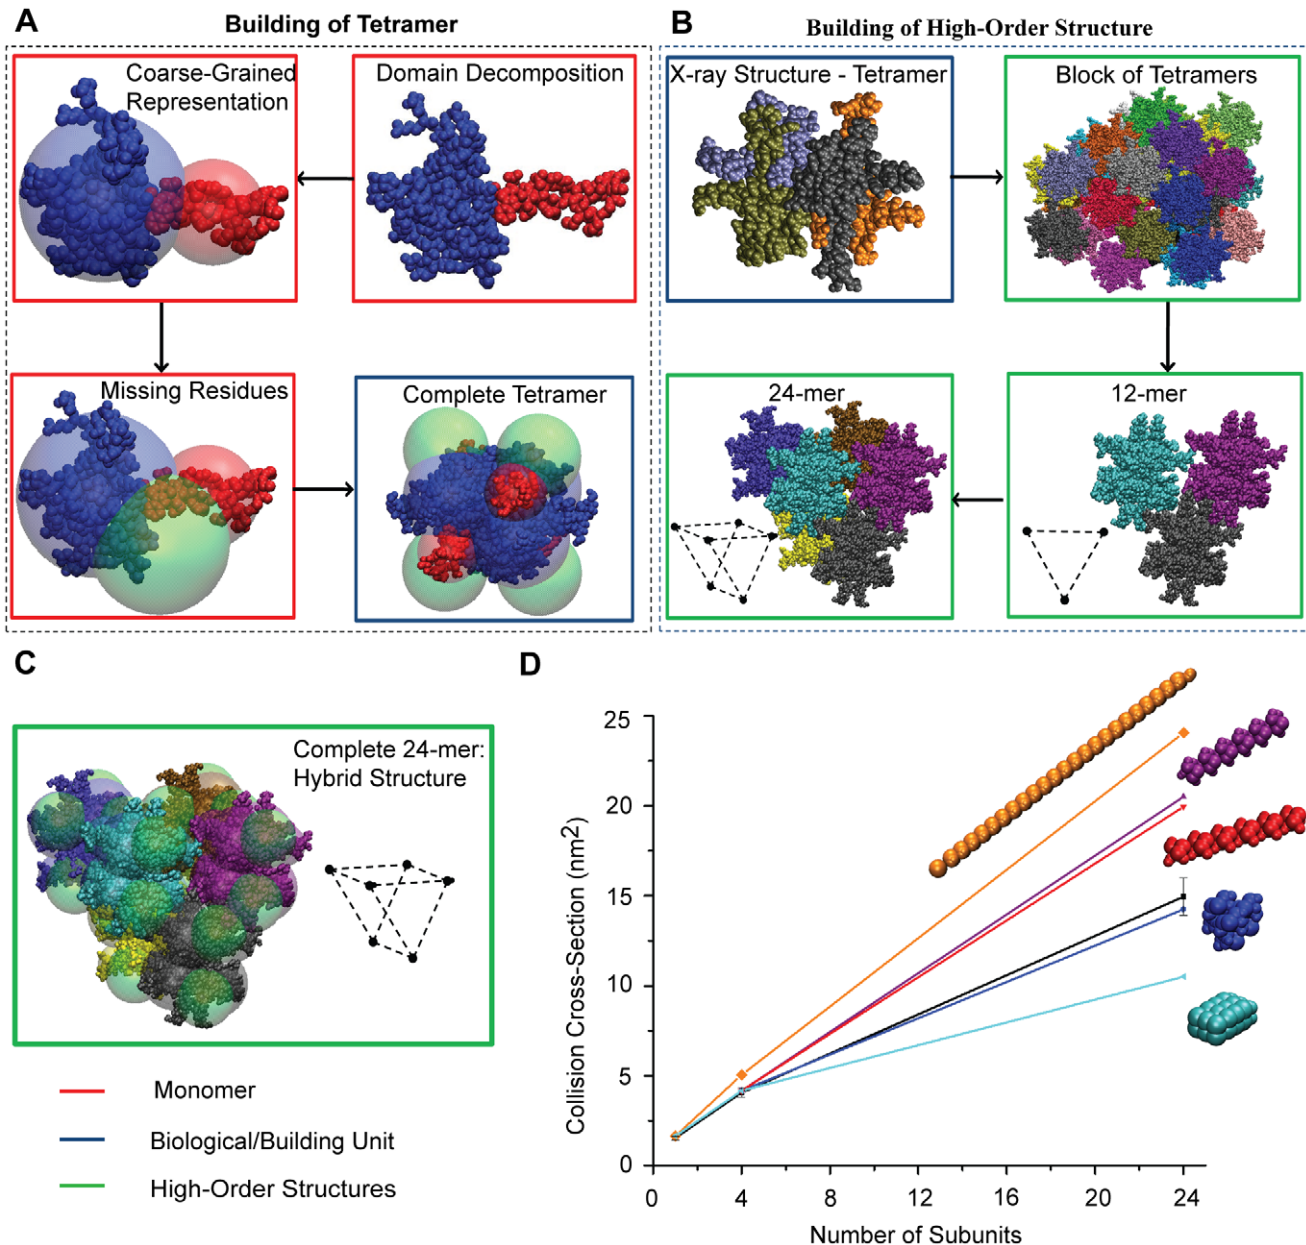 A
Building of Tetramer
Coarse-Grained
Representation
Domain Decomposition
Missing Residues
Complete Tetramer
B
Building of High-Order Structure
X-ray Structure - Tetramer
Block of Tetramers
24-mer
12-mer
C
Complete 24-mer:
Hybrid Structure
Monomer
Biological/Building Unit
High-Order Structures
D
Collision Cross-Section (nm2)
25
20
15
10
5
0
0 4 8 12 16 20 24
Number of Subunits